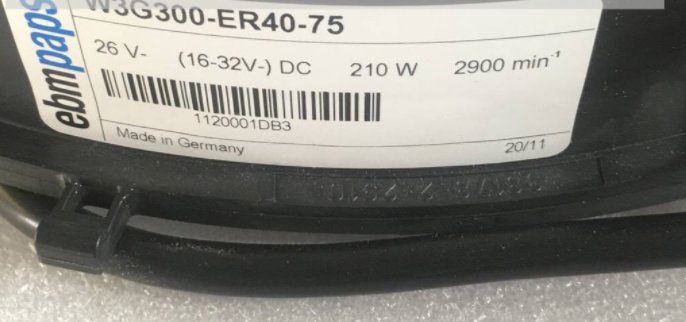 W3G300-ER40-75
26 V- (16-32V-) DC 210 W 2900 min⁻¹
1120001DB3
Made in Germany
20/11
ebmpapst